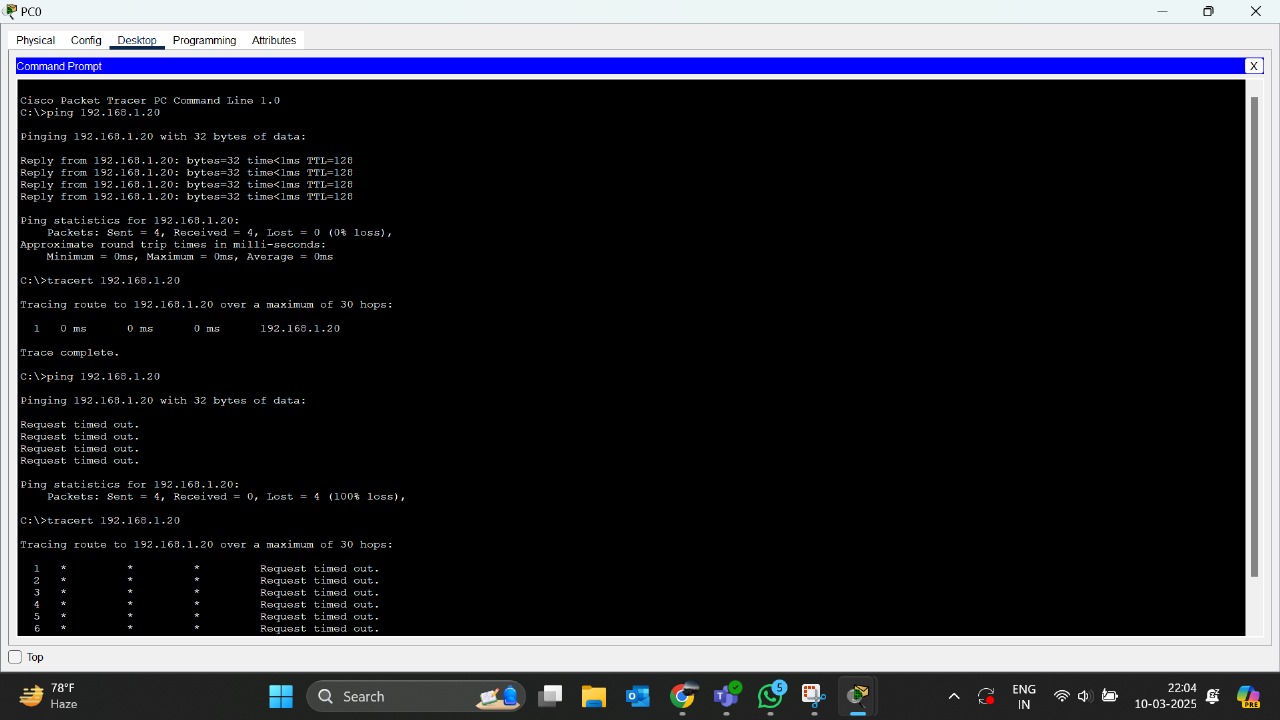 PC0
Physical Config Desktop Programming Attributes
Command Prompt X
Cisco Packet Tracer PC Command Line 1.0
C:\>ping 192.168.1.20
Pinging 192.168.1.20 with 32 bytes of data:
Reply from 192.168.1.20: bytes=32 time<1ms TTL=128
Reply from 192.168.1.20: bytes=32 time<1ms TTL=128
Reply from 192.168.1.20: bytes=32 time<1ms TTL=128
Reply from 192.168.1.20: bytes=32 time<1ms TTL=128
Ping statistics for 192.168.1.20:
Packets: Sent = 4, Received = 4, Lost = 0 (0% loss),
Approximate round trip times in milli-seconds:
Minimum = 0ms, Maximum = 0ms, Average = 0ms
C:\>tracert 192.168.1.20
Tracing route to 192.168.1.20 over a maximum of 30 hops:
1 0 ms 0 ms 0 ms 192.168.1.20
Trace complete.
C:\>ping 192.168.1.20
Pinging 192.168.1.20 with 32 bytes of data:
Request timed out.
Request timed out.
Request timed out.
Request timed out.
Ping statistics for 192.168.1.20:
Packets: Sent = 4, Received = 0, Lost = 4 (100% loss),
C:\>tracert 192.168.1.20
Tracing route to 192.168.1.20 over a maximum of 30 hops:
1 * * * Request timed out.
2 * * * Request timed out.
3 * * * Request timed out.
4 * * * Request timed out.
5 * * * Request timed out.
6 * * * Request timed out.
Top
78°F
Haze
Search
5
ENG
IN
22:04
10-03-2025
PRE